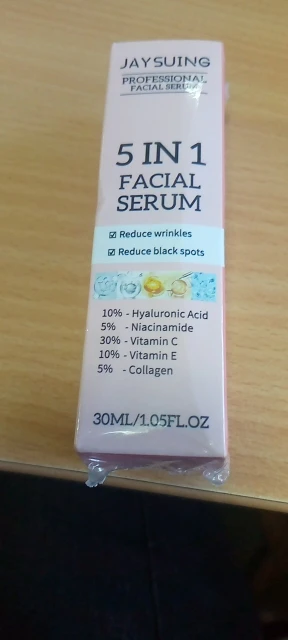 JAYSUING
PROFESSIONAL
FACIAL SERUM
5 IN 1
FACIAL
SERUM
☑ Reduce wrinkles
☑ Reduce black spots
10% - Hyaluronic Acid
5% - Niacinamide
30% - Vitamin C
10% - Vitamin E
5% - Collagen
30ML/1.05FL.OZ